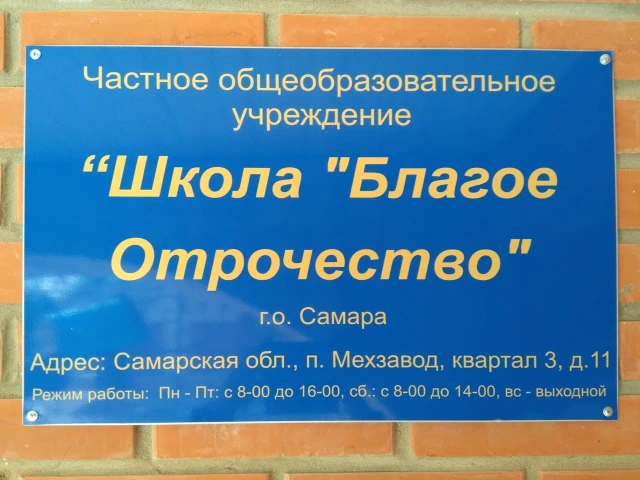 Частное общеобразовательное
учреждение
“Школа "Благое
Отрочество"
г.о. Самара
Адрес: Самарская обл., п. Мехзавод, квартал 3, д.11
Режим работы: Пн - Пт: с 8-00 до 16-00, сб.: с 8-00 до 14-00, вс - выходной